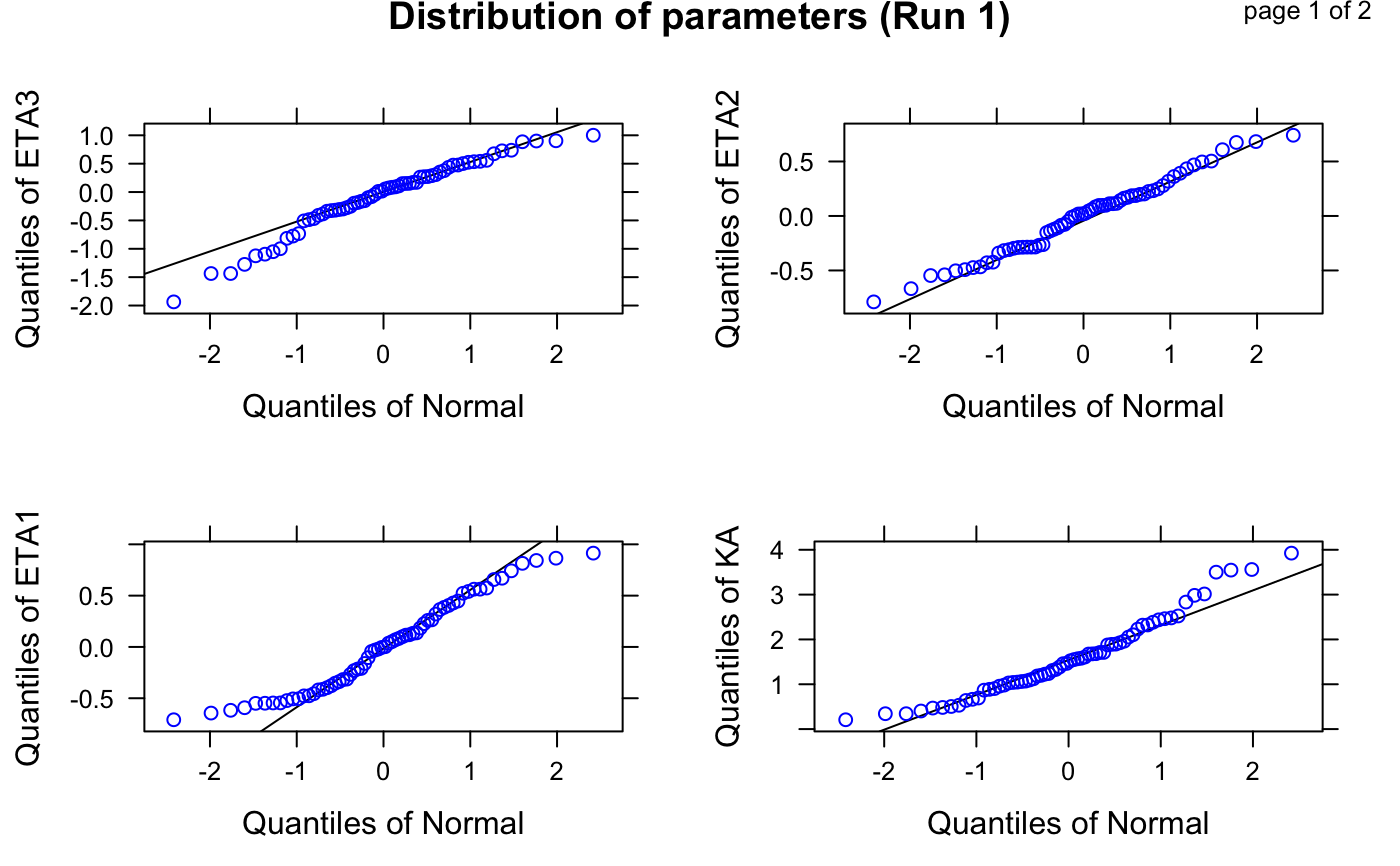 Distribution of parameters (Run 1)
page 1 of 2
Quantiles of ETA3
1.0
0.5
0.0
-0.5
-1.0
-1.5
-2.0
-2 -1 0 1 2
Quantiles of Normal
Quantiles of ETA2
0.5
0.0
-0.5
-2 -1 0 1 2
Quantiles of Normal
Quantiles of ETA1
0.5
0.0
-0.5
-2 -1 0 1 2
Quantiles of Normal
Quantiles of KA
4
3
2
1
-2 -1 0 1 2
Quantiles of Normal